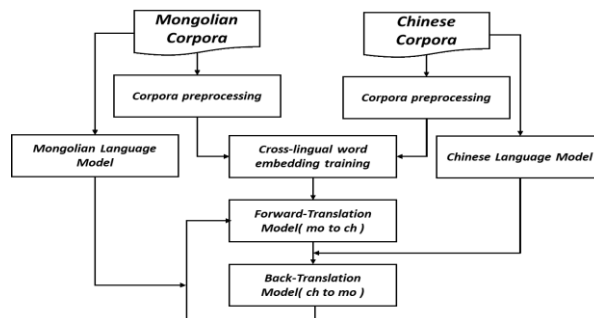 Mongolian
Corpora
Chinese
Corpora
Corpora preprocessing
Corpora preprocessing
Mongolian Language
Model
Cross-lingual word
embedding training
Chinese Language Model
Forward-Translation
Model( mo to ch )
Back-Translation
Model( ch to mo )